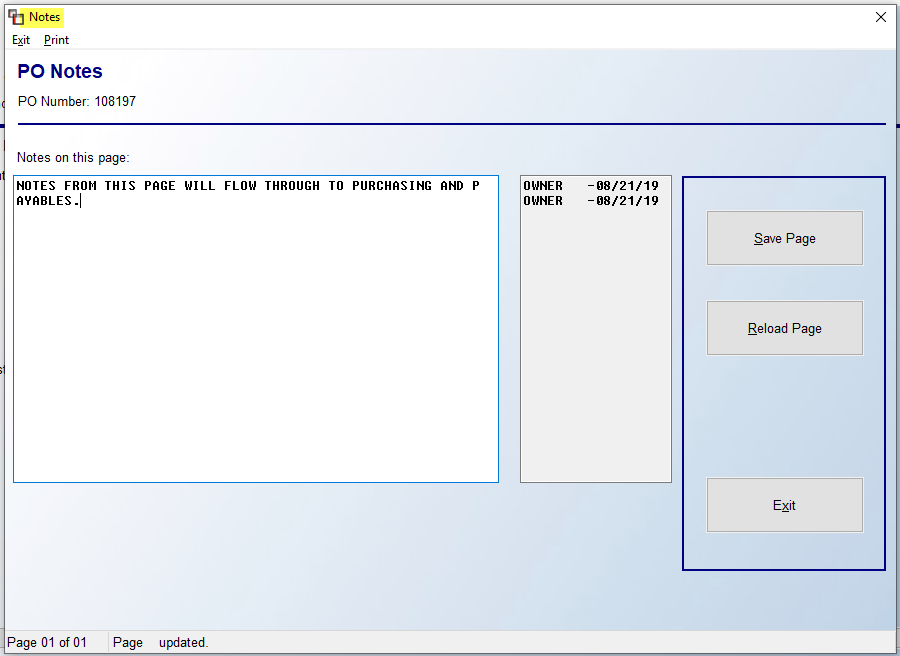 Notes
Exit Print
PO Notes
PO Number: 108197
Notes on this page:
NOTES FROM THIS PAGE WILL FLOW THROUGH TO PURCHASING AND P
AYABLES.
OWNER -08/21/19
OWNER -08/21/19
Save Page
Reload Page
Exit
Page 01 of 01 Page updated.